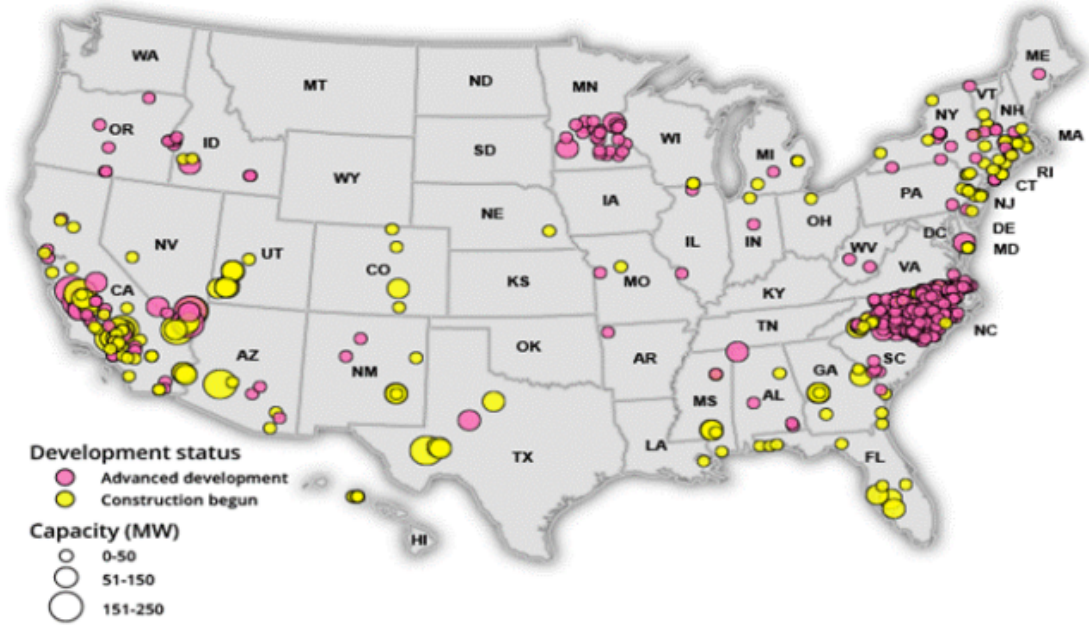 WA
MT
ND
MN
ME
VT
NH
NY
MA
OR
ID
WI
MI
SD
WY
RI
CT
PA
NJ
IA
NE
OH
DE
DC
MD
NV
UT
IL
IN
WV
CO
VA
CA
KS
MO
KY
TN
NC
OK
AZ
NM
AR
SC
GA
MS
AL
LA
TX
FL
HI
Development status
Advanced development
Construction begun
Capacity (MW)
0-50
51-150
151-250